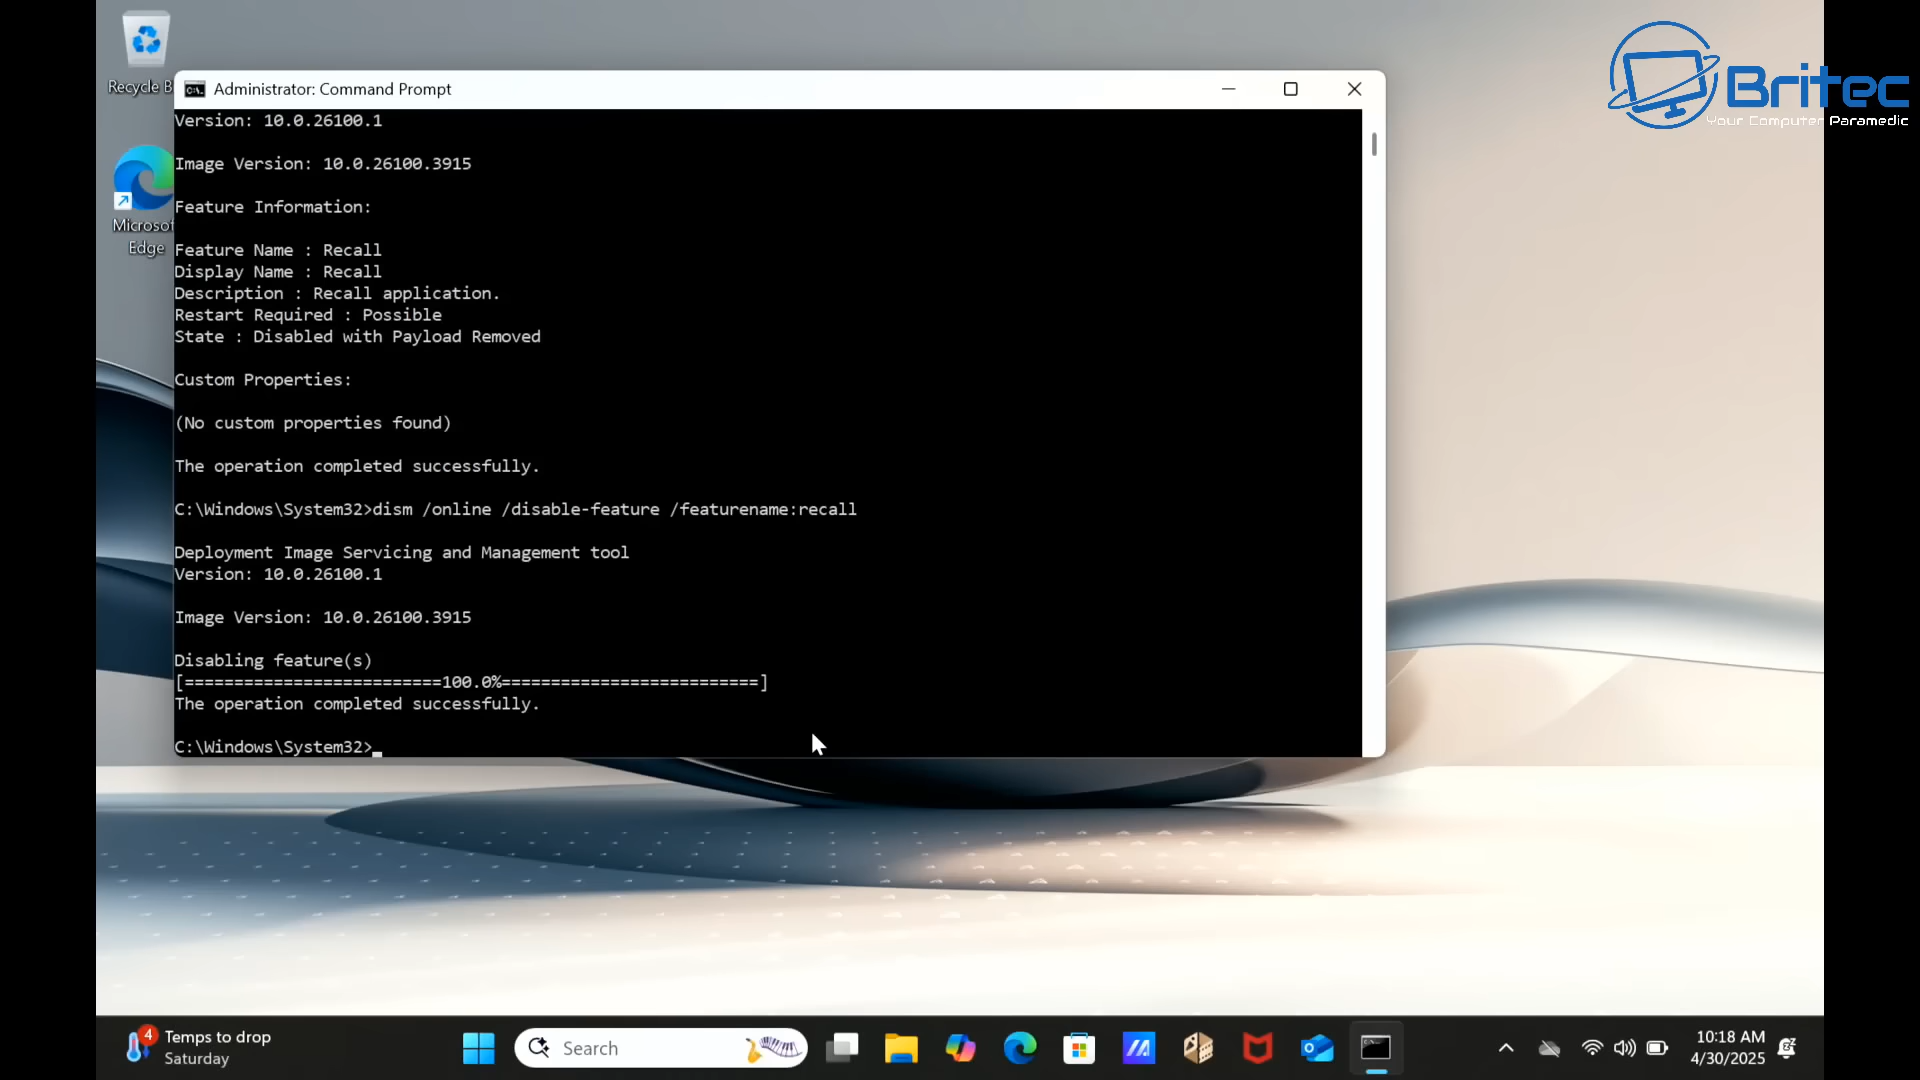 Recycle B
Microsof
Edge
Administrator: Command Prompt
Version: 10.0.26100.1
Image Version: 10.0.26100.3915
Feature Information:
Feature Name : Recall
Display Name : Recall
Description : Recall application.
Restart Required : Possible
State : Disabled with Payload Removed
Custom Properties:
(No custom properties found)
The operation completed successfully.
C:\Windows\System32>dism /online /disable-feature /featurename:recall
Deployment Image Servicing and Management tool
Version: 10.0.26100.1
Image Version: 10.0.26100.3915
Disabling feature(s)
[==========================100.0%==========================]
The operation completed successfully.
C:\Windows\System32>
Britec
Your Computer Paramedic
4
Temps to drop
Saturday
Search
10:18 AM
4/30/2025